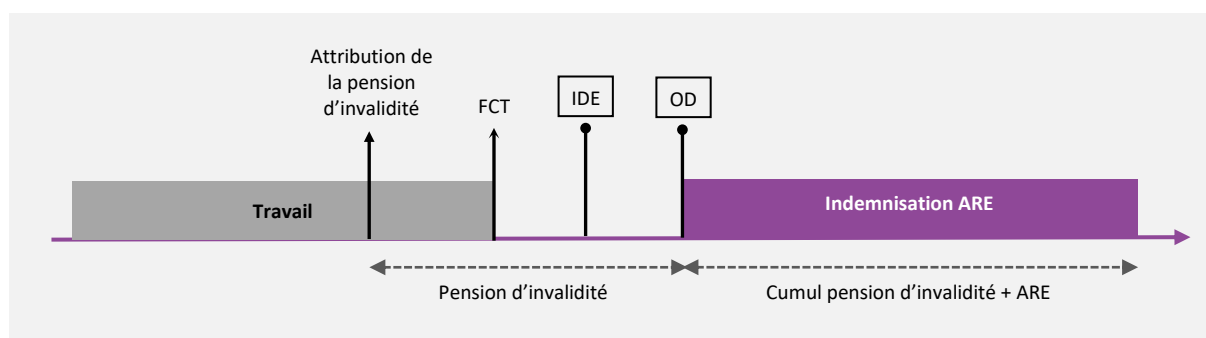 Attribution de
la pension
d’invalidité
FCT
IDE
OD
Travail
Indemnisation ARE
Pension d’invalidité
Cumul pension d’invalidité + ARE